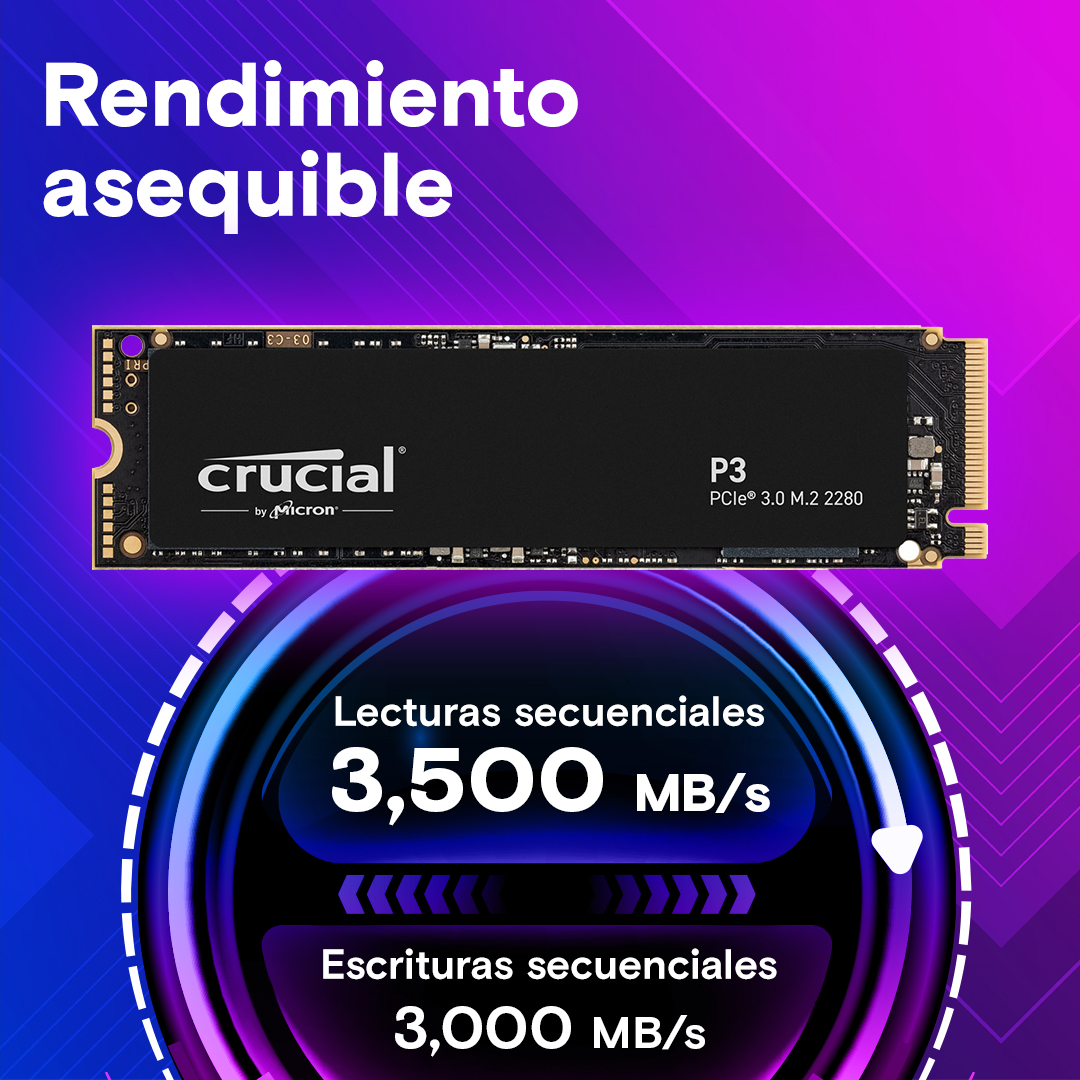 Rendimiento
asequible
03-C3
PRI
crucial®
by Micron®
P3
PCIe® 3.0 M.2 2280
Lecturas secuenciales
3,500 MB/s
Escrituras secuenciales
3,000 MB/s